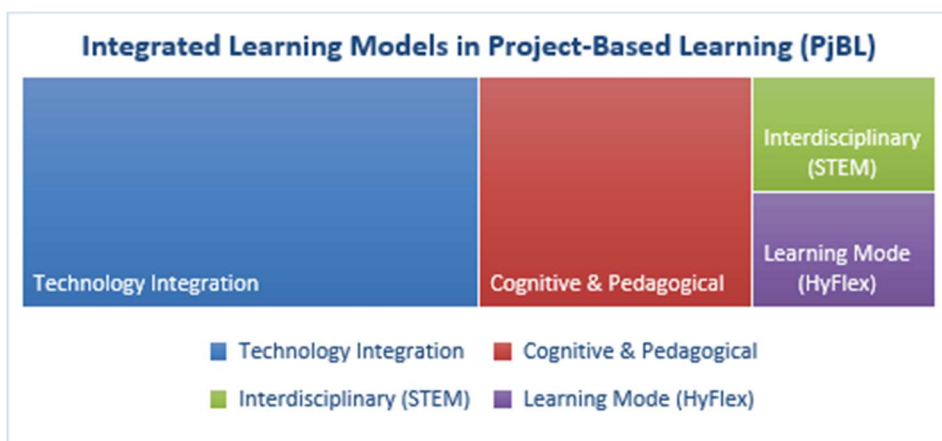 Integrated Learning Models in Project-Based Learning (PjBL)
Interdisciplinary
(STEM)
Technology Integration
Cognitive & Pedagogical
Learning Mode
(HyFlex)
Technology Integration
Cognitive & Pedagogical
Interdisciplinary (STEM)
Learning Mode (HyFlex)